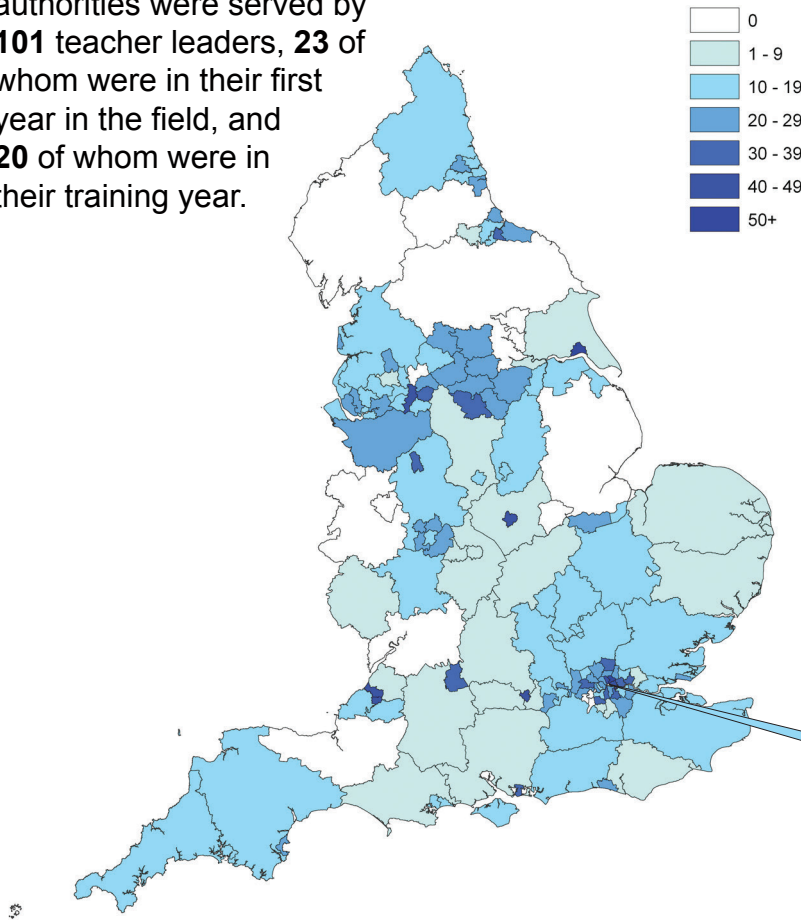 authorities were served by
101 teacher leaders, 23 of
whom were in their first
year in the field, and
20 of whom were in
their training year.
0
1 - 9
10 - 19
20 - 29
30 - 39
40 - 49
50+